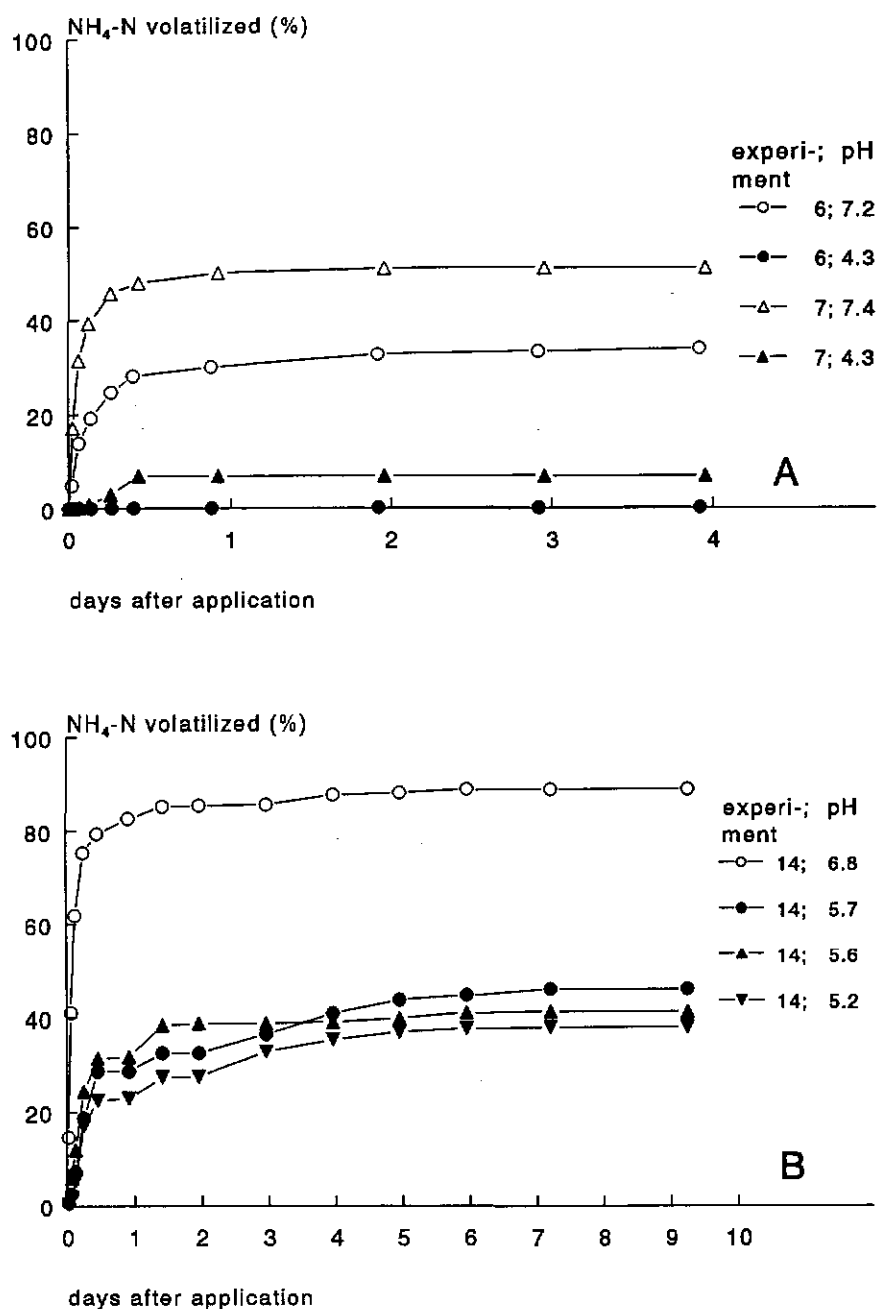 NH₄-N volatilized (%)
100
80
60
40
20
0
0 1 2 3 4
days after application
experi-; pH
ment
6; 7.2
6; 4.3
7; 7.4
7; 4.3
A
NH₄-N volatilized (%)
100
80
60
40
20
0
0 1 2 3 4 5 6 7 8 9 10
days after application
experi-; pH
ment
14; 6.8
14; 5.7
14; 5.6
14; 5.2
B